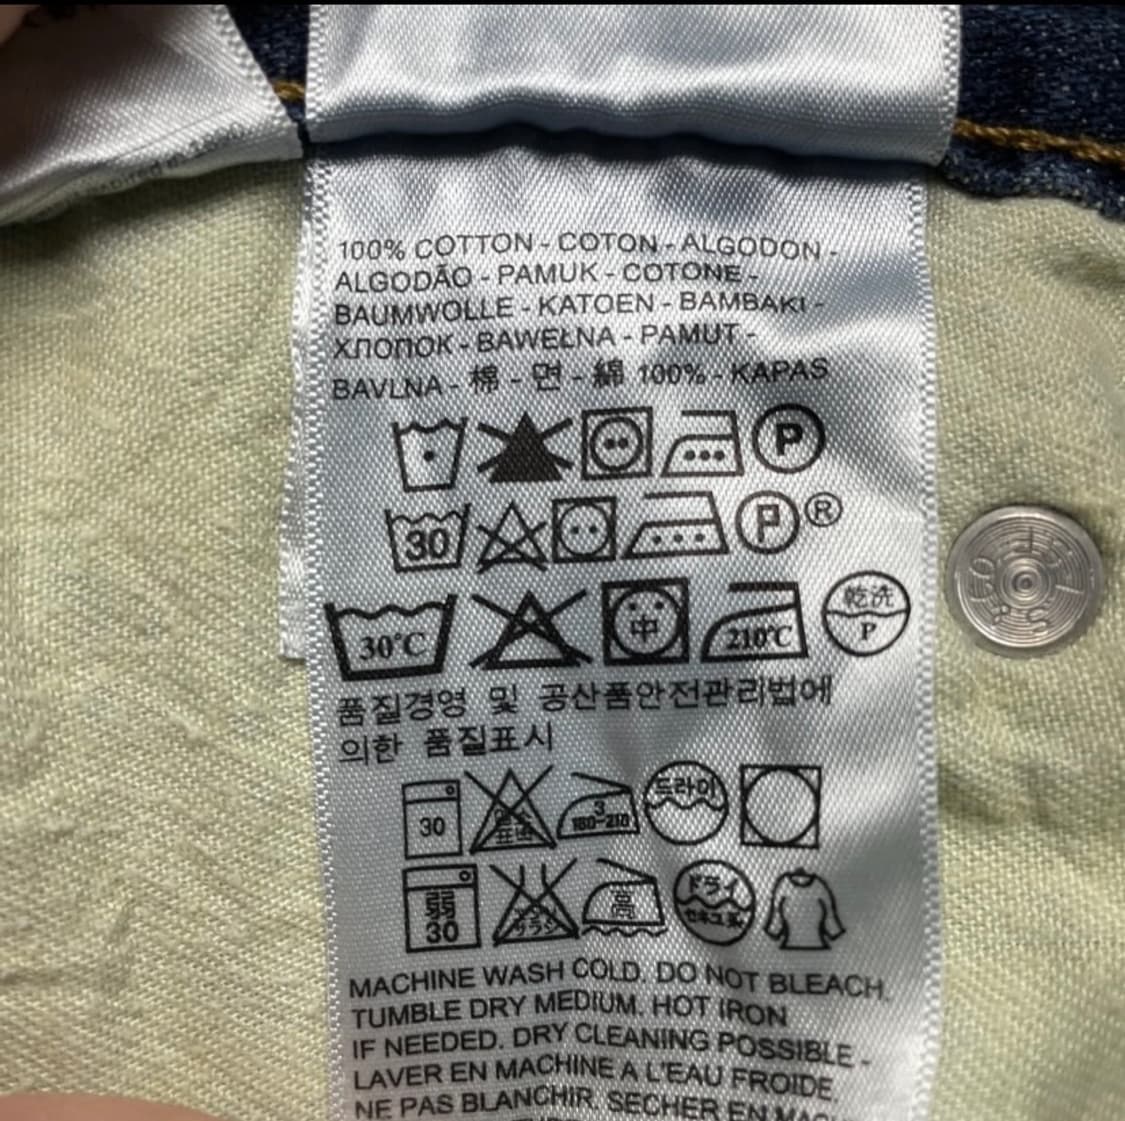 100% COTTON - COTON - ALGODON -
ALGODÃO - PAMUK - COTONE -
BAUMWOLLE - KATOEN - BAMBAKI -
ХЛОПОК - BAWEŁNA - PAMUT -
BAVLNA - 棉 - 면 - 綿 100% - KAPAS
P
30 P ®
30°C 中 210°C 乾洗 P
품질경영 및 공산품안전관리법에
의한 품질표시
30 3 180-210 드라이
弱 30 サラシ 高 ドライ
MACHINE WASH COLD. DO NOT BLEACH.
TUMBLE DRY MEDIUM. HOT IRON
IF NEEDED. DRY CLEANING POSSIBLE -
LAVER EN MACHINE A L'EAU FROIDE
NE PAS BLANCHIR. SECHER EN